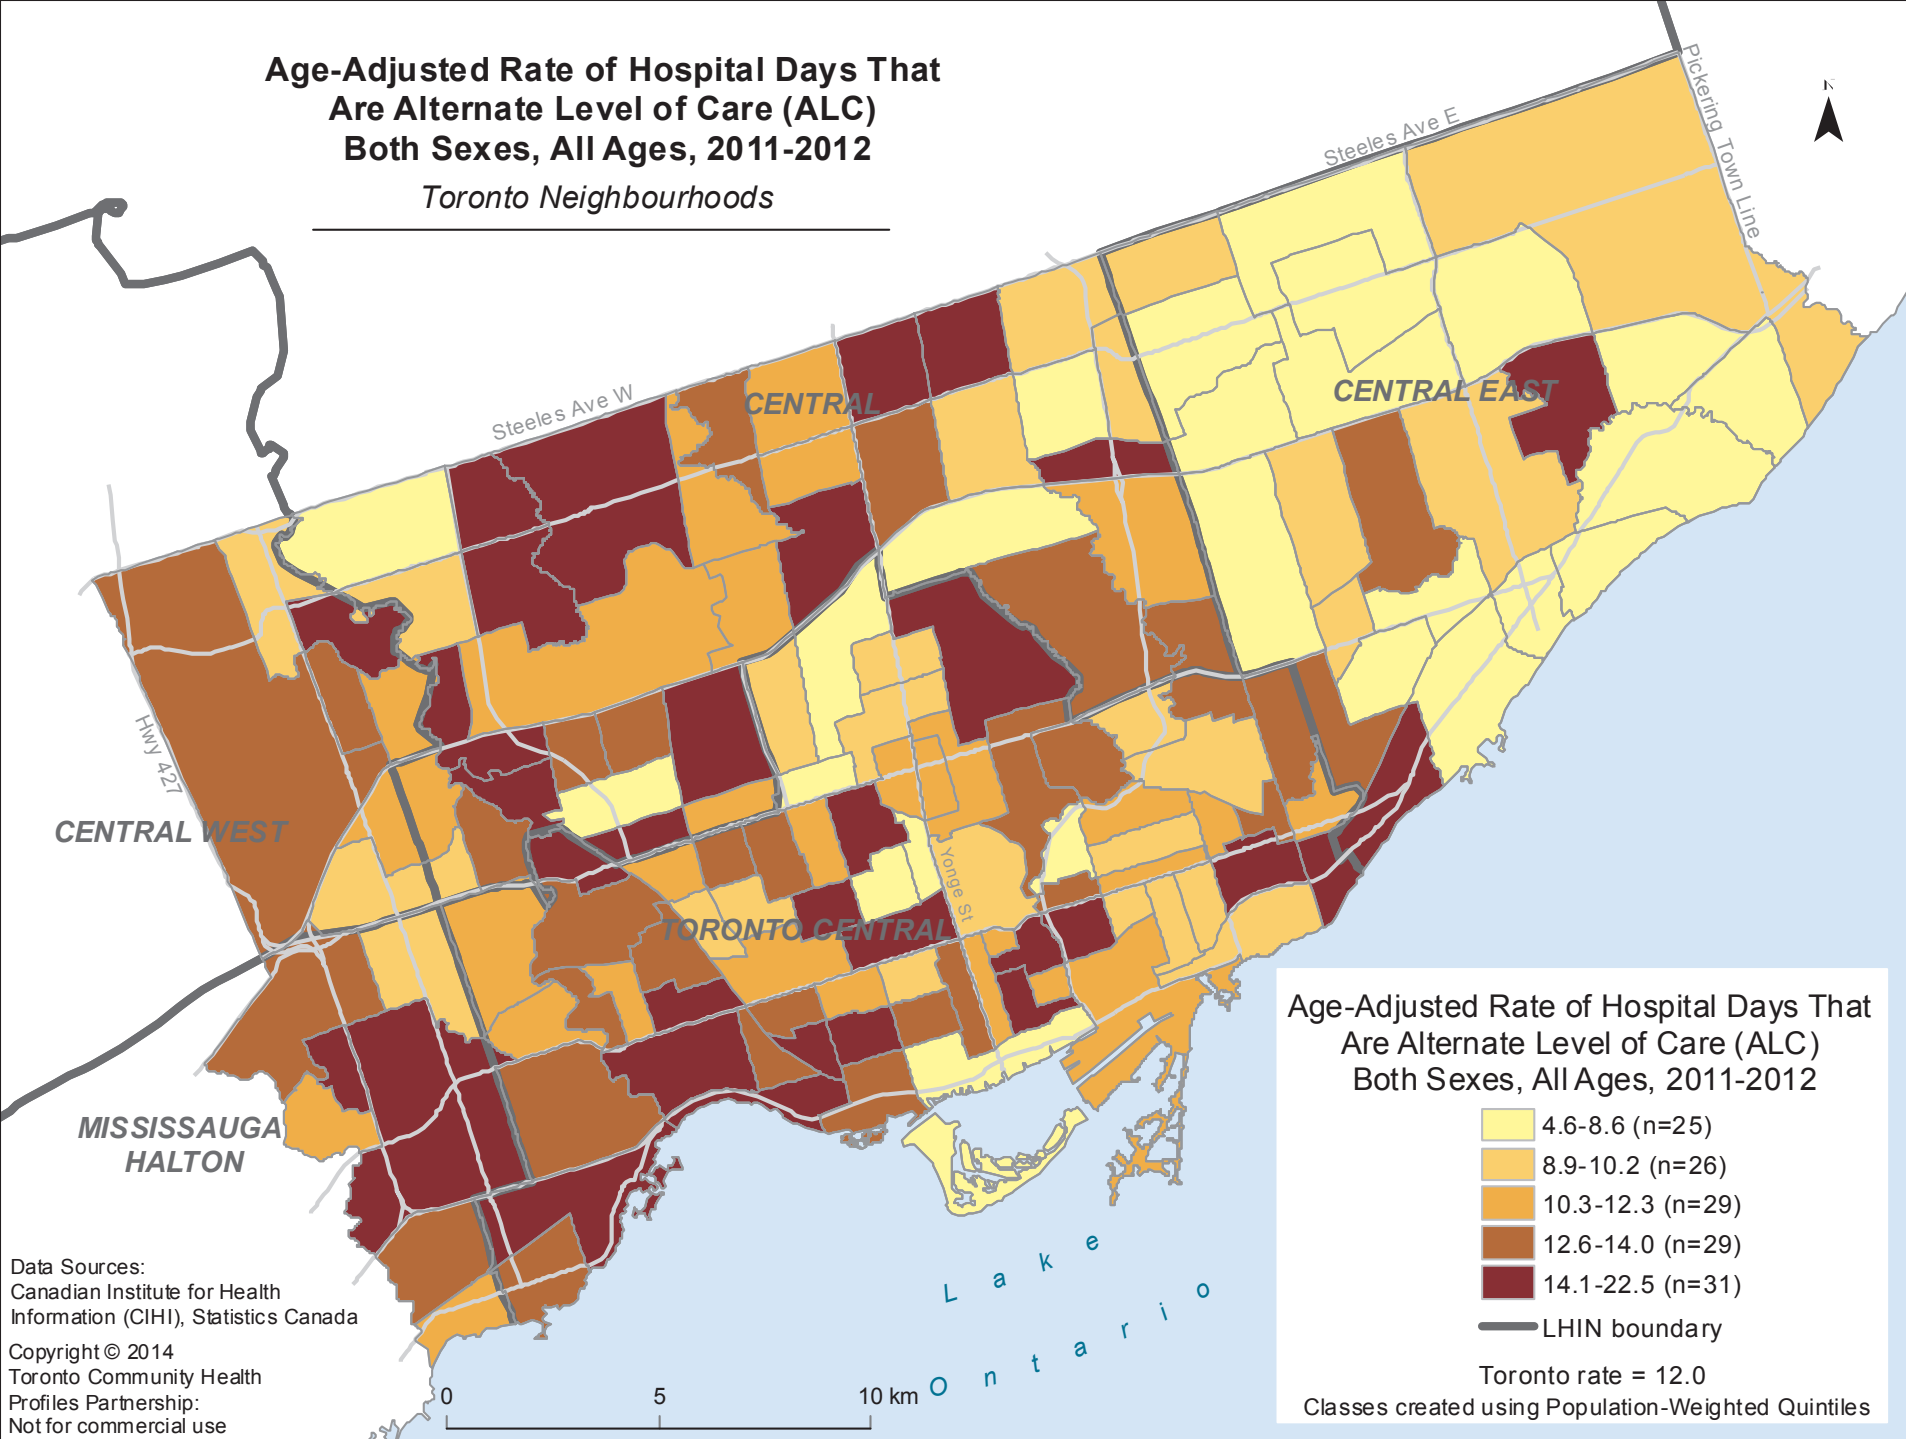 Age-Adjusted Rate of Hospital Days That
Are Alternate Level of Care (ALC)
Both Sexes, All Ages, 2011-2012
Toronto Neighbourhoods
N
Pickering Town Line
Steeles Ave E
Steeles Ave W
CENTRAL
CENTRAL EAST
Hwy 427
CENTRAL WEST
Yonge St
TORONTO CENTRAL
MISSISSAUGA
HALTON
Lake
Ontario
Age-Adjusted Rate of Hospital Days That
Are Alternate Level of Care (ALC)
Both Sexes, All Ages, 2011-2012
4.6-8.6 (n=25)
8.9-10.2 (n=26)
10.3-12.3 (n=29)
12.6-14.0 (n=29)
14.1-22.5 (n=31)
LHIN boundary
Toronto rate = 12.0
Classes created using Population-Weighted Quintiles
Data Sources:
Canadian Institute for Health
Information (CIHI), Statistics Canada
Copyright © 2014
Toronto Community Health
Profiles Partnership:
Not for commercial use
0 5 10 km